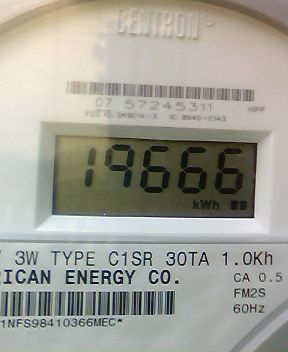 CENTRON
07 57245311
19666
kWh
3W TYPE C1SR 30TA 1.0Kh
RICAN ENERGY CO.
CA 0.5
FM2S
60Hz
1NFS98410366MEC*